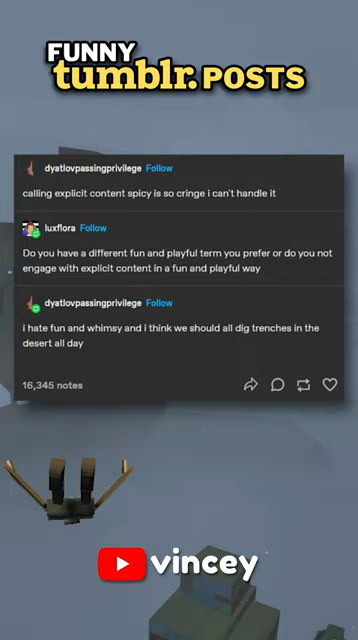 FUNNY
tumblr. POSTS
dyatlovpassingprivilege Follow
calling explicit content spicy is so cringe i can't handle it
luxflora Follow
Do you have a different fun and playful term you prefer or do you not
engage with explicit content in a fun and playful way
dyatlovpassingprivilege Follow
i hate fun and whimsy and i think we should all dig trenches in the
desert all day
16,345 notes
vincey